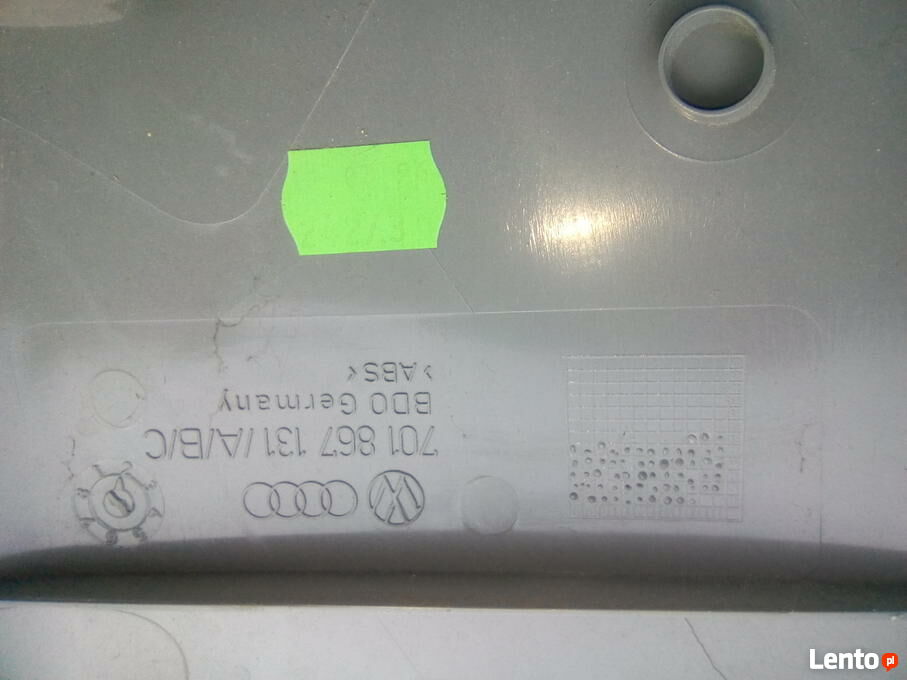 701 867 131//A/B/C
BDO Germany
>ABS<
Lento pl